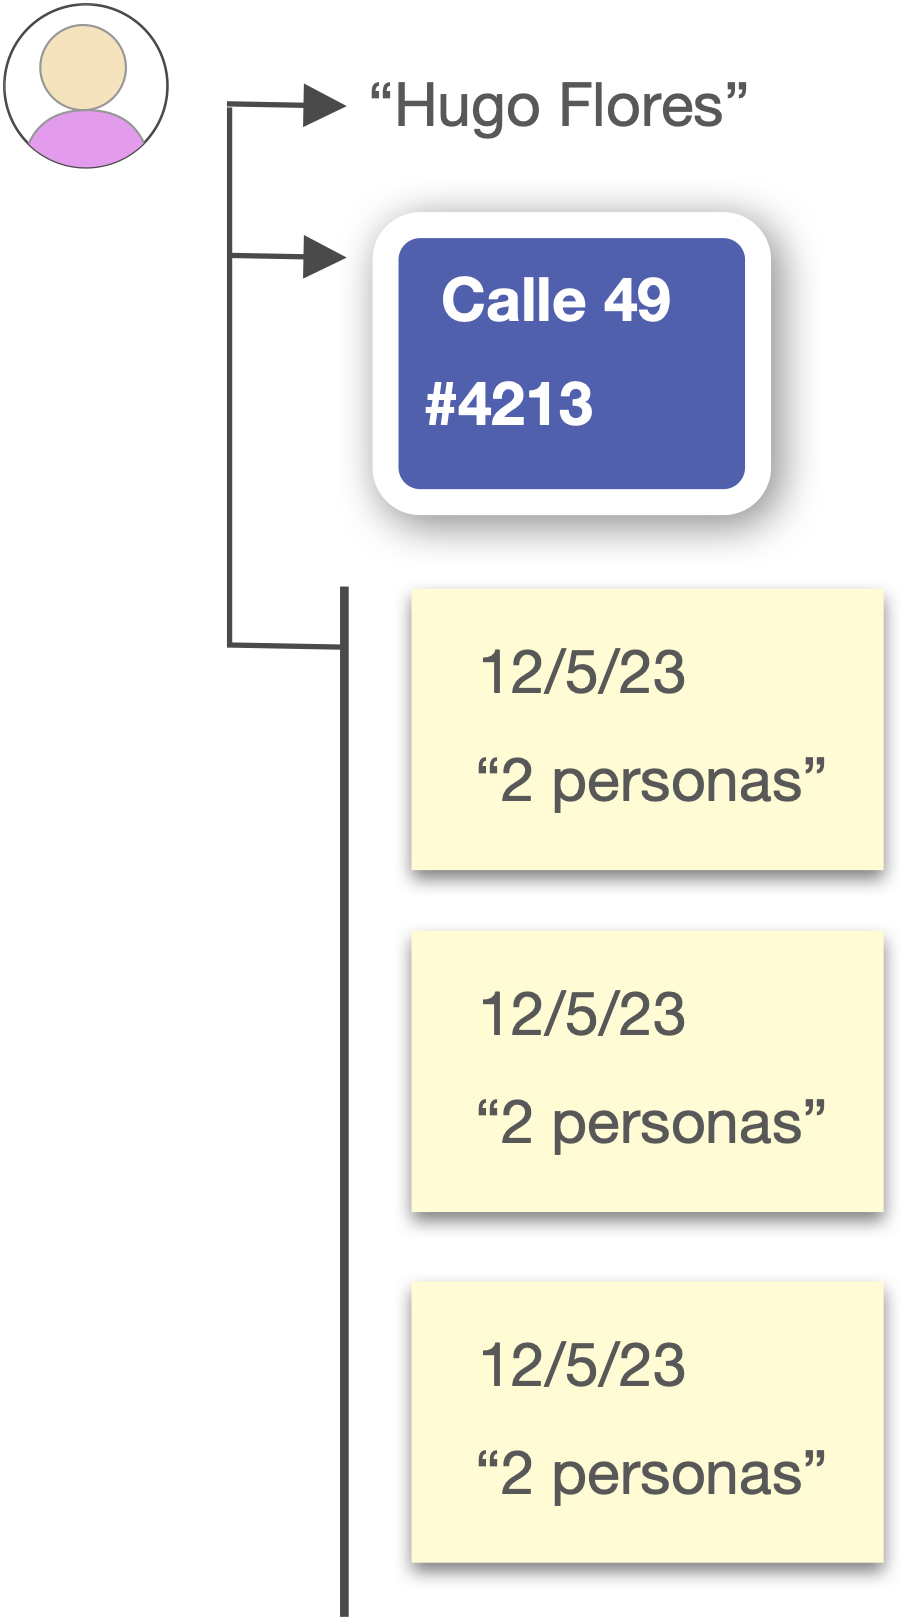 “Hugo Flores”
Calle 49
#4213
12/5/23
“2 personas”
12/5/23
“2 personas”
12/5/23
“2 personas”